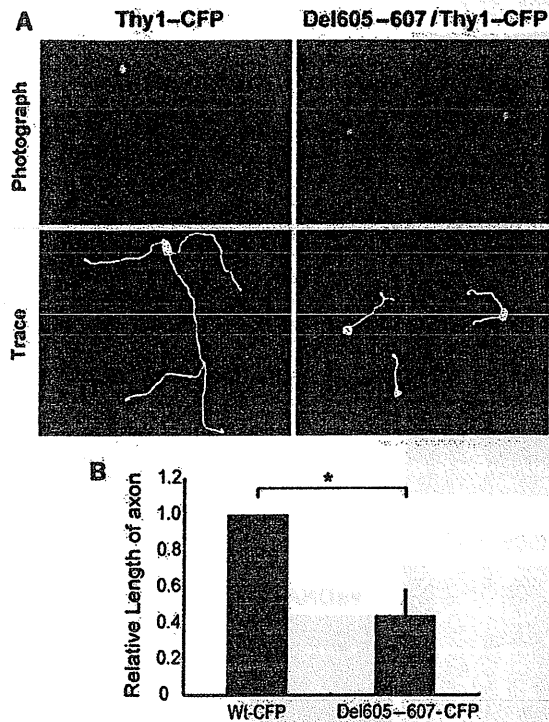 A Thy1–CFP Del605–607/Thy1–CFP
Photograph
Trace
B
Relative Length of axon
1.2
1.0
0.8
0.6
0.4
0.2
0
*
Wt-CFP Del605–607-CFP